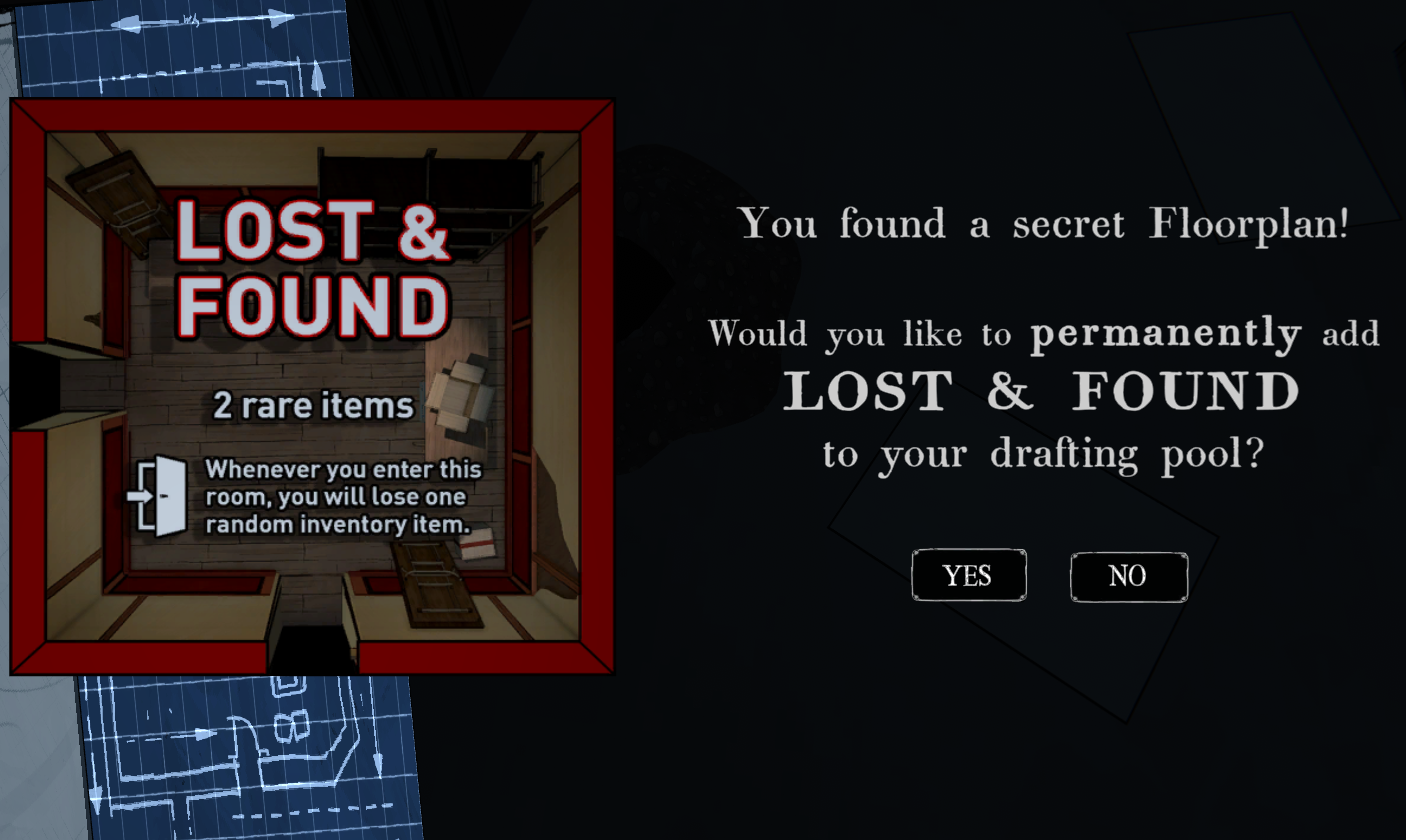 LOST &
FOUND
2 rare items
Whenever you enter this
room, you will lose one
random inventory item.
You found a secret Floorplan!
Would you like to permanently add
LOST & FOUND
to your drafting pool?
YES
NO